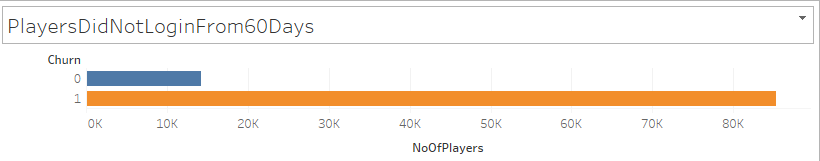 PlayersDidNotLoginFrom60Days
Churn
0
1
0K 10K 20K 30K 40K 50K 60K 70K 80K
NoOfPlayers